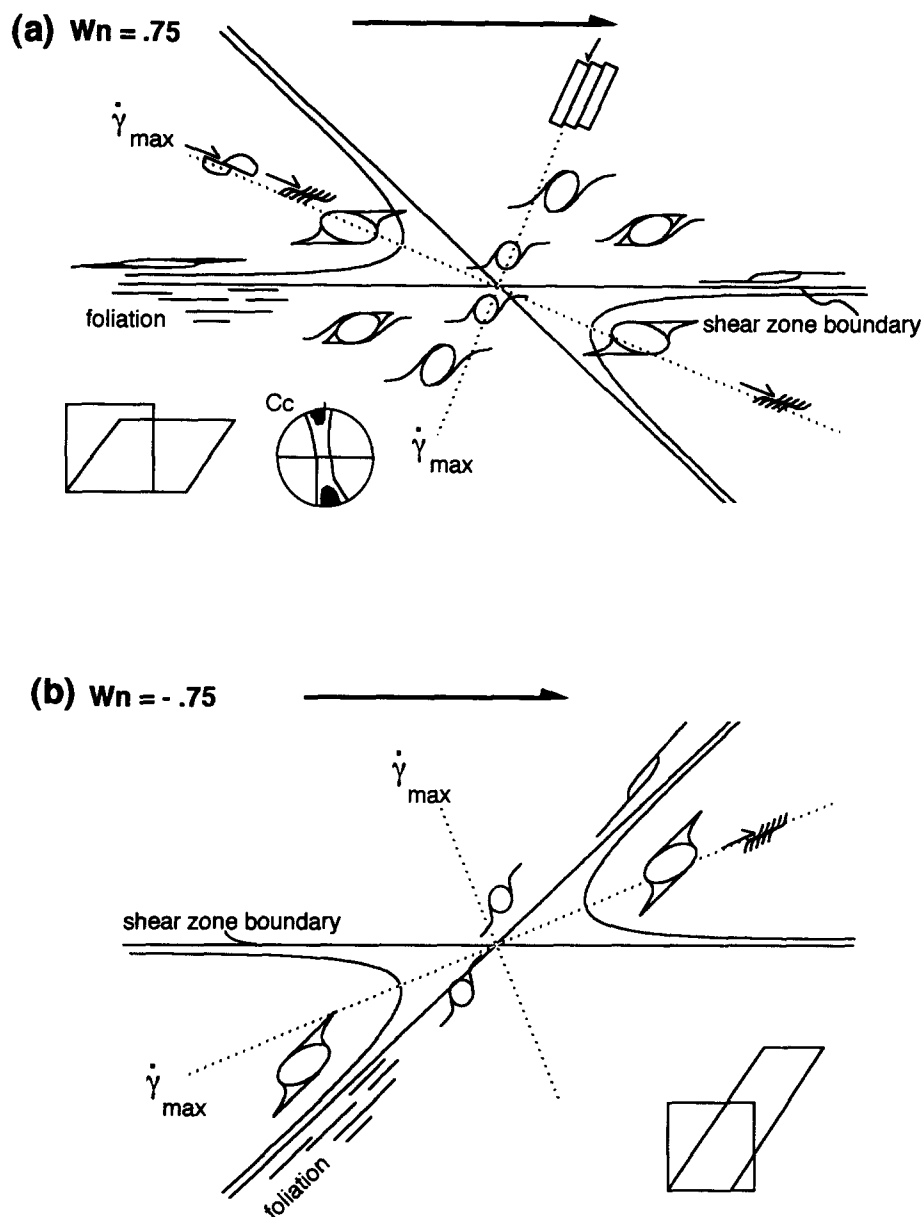 (a) Wn = .75
γ̇ max
foliation
shear zone boundary
Cc
γ̇ max
(b) Wn = - .75
γ̇ max
shear zone boundary
γ̇ max
foliation